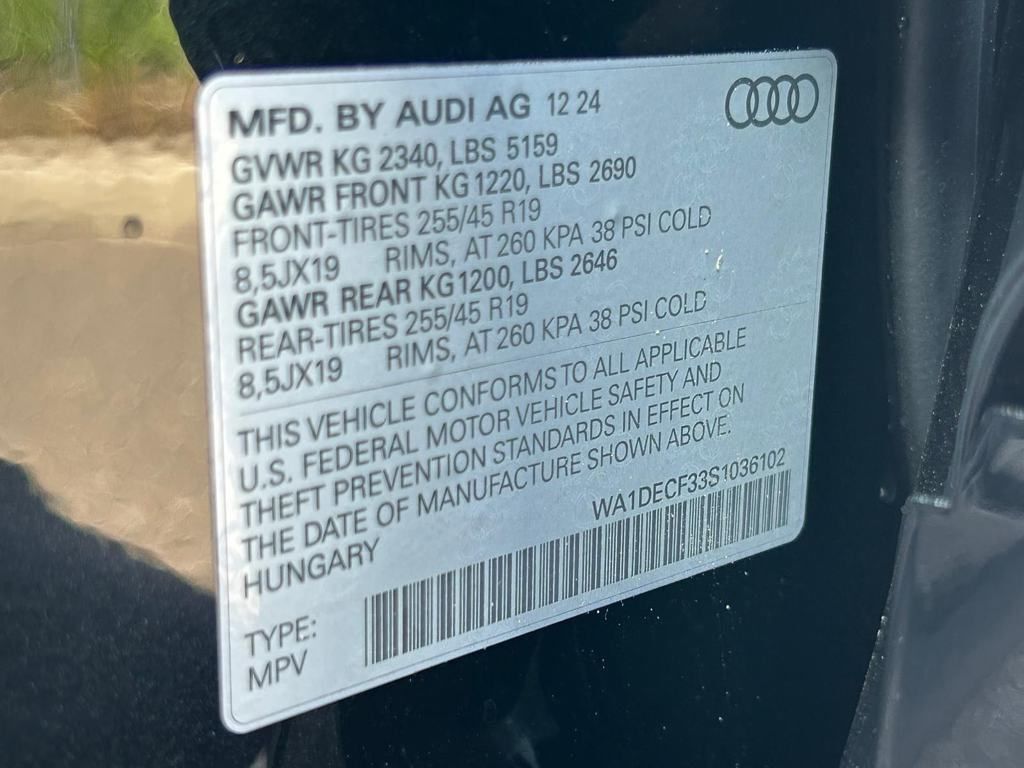 MFD. BY AUDI AG 12 24
GVWR KG 2340, LBS 5159
GAWR FRONT KG 1220, LBS 2690
FRONT-TIRES 255/45 R19
8,5JX19 RIMS, AT 260 KPA 38 PSI COLD
GAWR REAR KG 1200, LBS 2646
REAR-TIRES 255/45 R19
8,5JX19 RIMS, AT 260 KPA 38 PSI COLD
THIS VEHICLE CONFORMS TO ALL APPLICABLE
U.S. FEDERAL MOTOR VEHICLE SAFETY AND
THEFT PREVENTION STANDARDS IN EFFECT ON
THE DATE OF MANUFACTURE SHOWN ABOVE.
HUNGARY
WA1DECF33S1036102
TYPE:
MPV